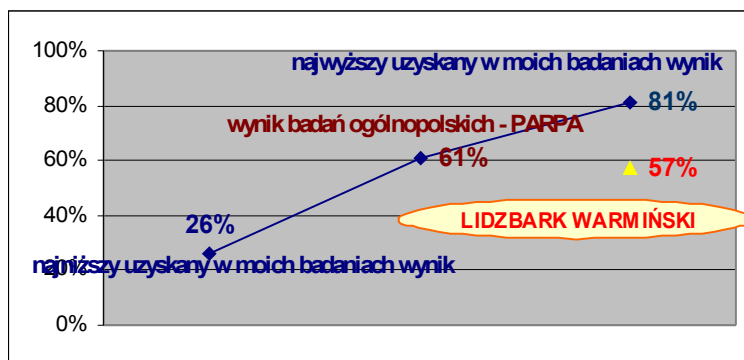 100%
najwyższy uzyskany w moich badaniach wynik
80%
81%
wynik badań ogólnopolskich - PARPA
60%
61%
57%
40%
26%
LIDZBARK WARMIŃSKI
20%
najniższy uzyskany w moich badaniach wynik
0%